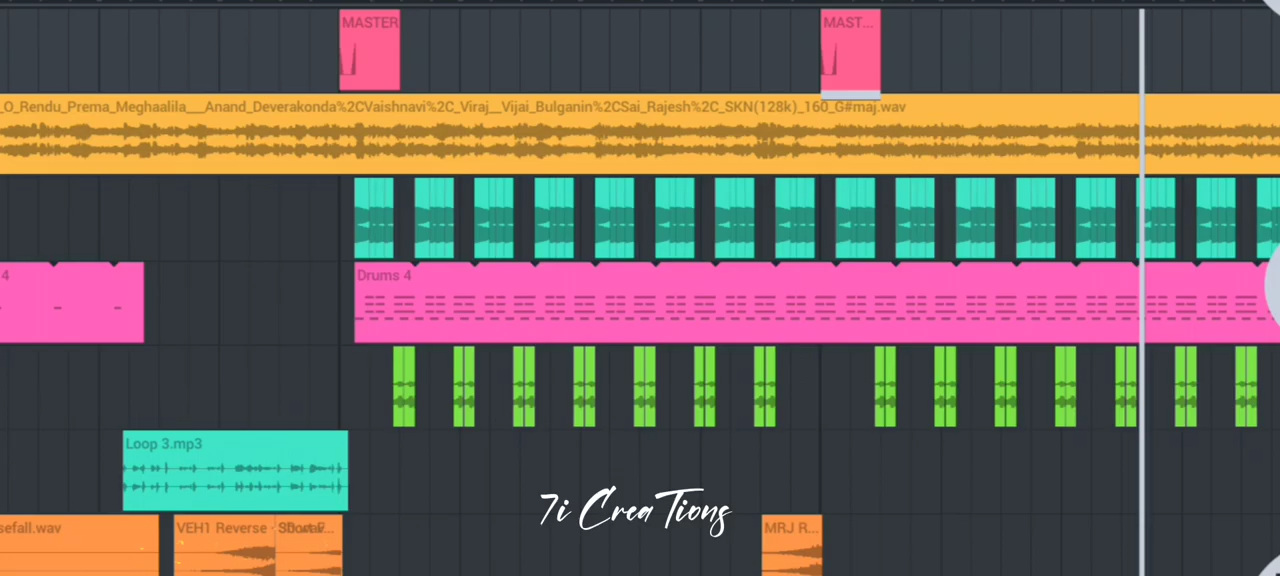 MASTER
MAST...
_O_Rendu_Prema_Meghaalila___Anand_Deverakonda%2CVaishnavi%2C_Viraj__Vijai_Bulganin%2CSai_Rajesh%2C_SKN(128k)_160_G#maj.wav
4
Drums 4
Loop 3.mp3
7i CreaTions
sefall.wav
VEH1 Reverse
MRJ R...